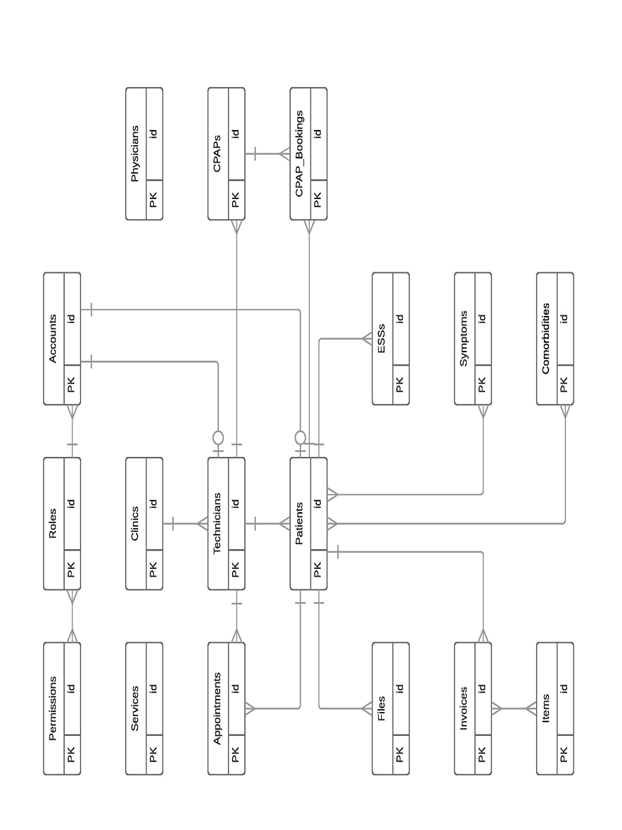 Permissions
PK id
Roles
PK id
Accounts
PK id
Services
PK id
Clinics
PK id
Physicians
PK id
Appointments
PK id
Technicians
PK id
CPAPs
PK id
Patients
PK id
CPAP_Bookings
PK id
Files
PK id
ESSs
PK id
Invoices
PK id
Symptoms
PK id
Items
PK id
Comorbidities
PK id